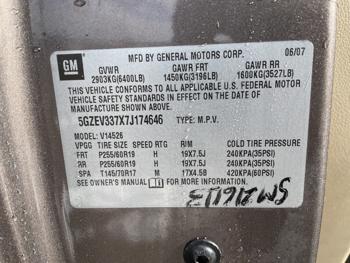 GM
MFD BY GENERAL MOTORS CORP. 06/07
GVWR GAWR FRT GAWR RR
2903KG(6400LB) 1450KG(3196LB) 1600KG(3527LB)
THIS VEHICLE CONFORMS TO ALL APPLICABLE U.S. FEDERAL
MOTOR VEHICLE SAFETY STANDARDS IN EFFECT ON THE DATE OF
MANUFACTURE SHOWN ABOVE.
5GZEV337X7J174646 TYPE: M.P.V.
MODEL: V14526
VPGG TIRE SIZE SPEED RTG RIM COLD TIRE PRESSURE
FRT P255/60R19 H 19X7.5J 240KPA(35PSI)
RR P255/60R19 H 19X7.5J 240KPA(35PSI)
SPA T145/70R17 M 17X4.5B 420KPA(60PSI)
SEE OWNER'S MANUAL FOR MORE INFORMATION.